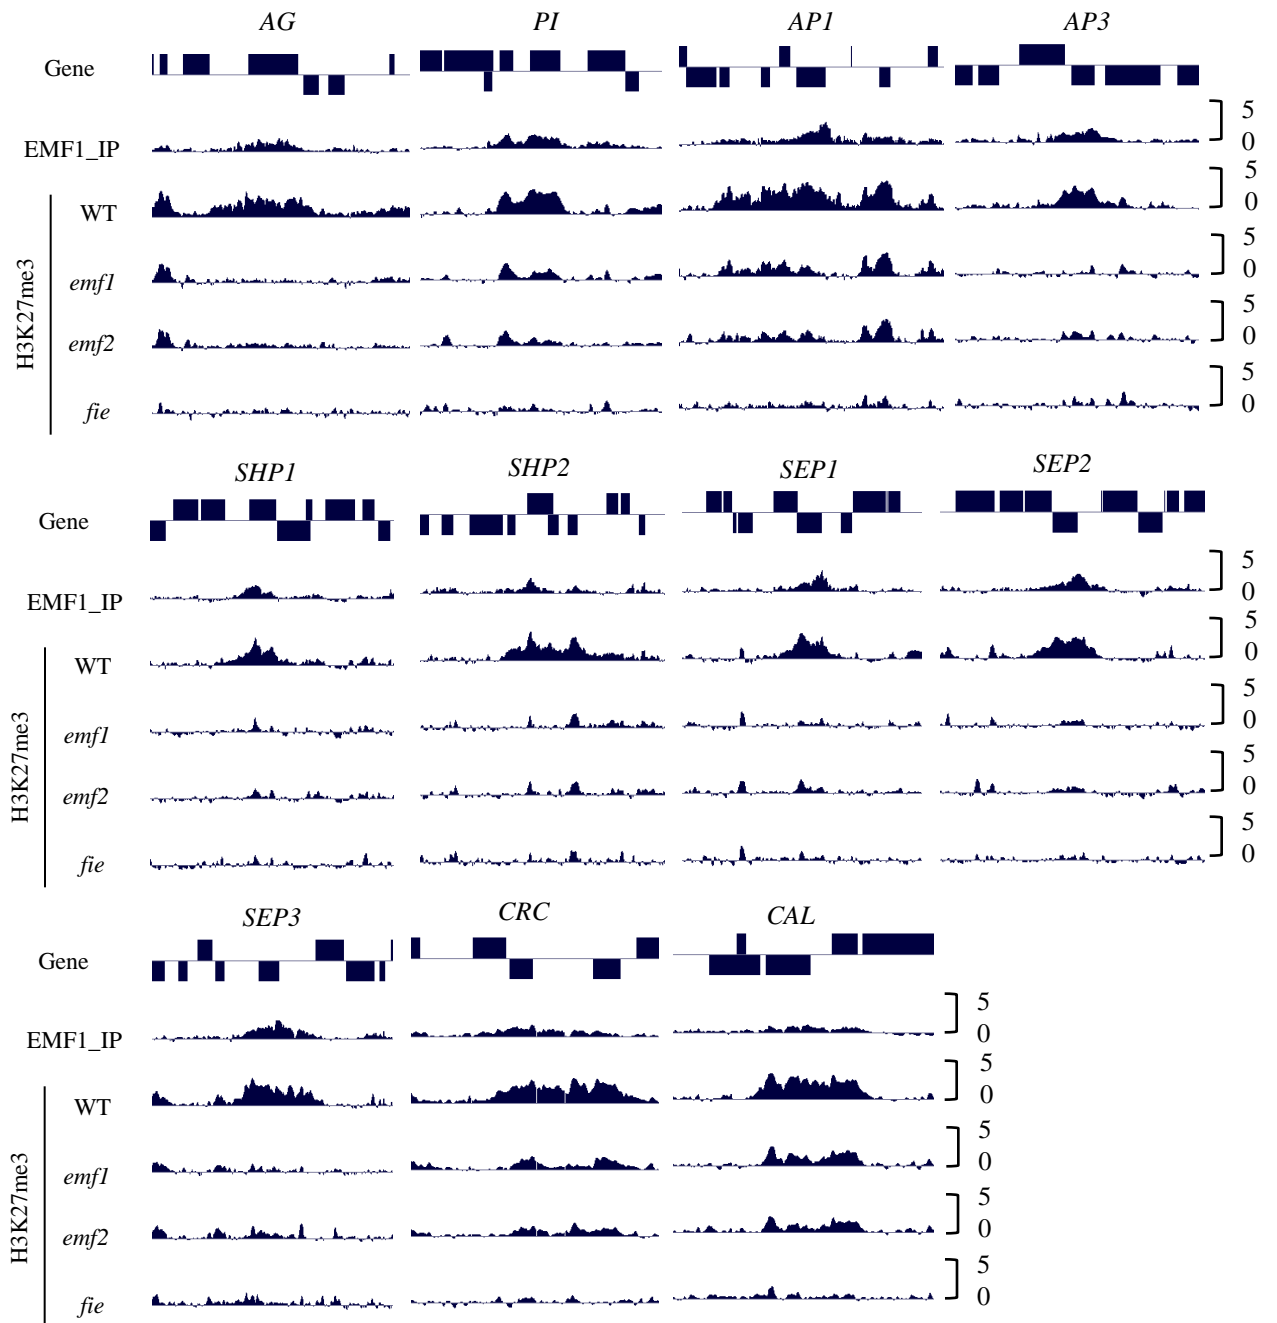 AG PI AP1 AP3
Gene
5
EMF1_IP 0
5
WT 0
5
emf1 0
5
emf2 0
5
fie 0
H3K27me3
SHP1 SHP2 SEP1 SEP2
Gene
5
EMF1_IP 0
5
WT 0
5
emf1 0
5
emf2 0
5
fie 0
H3K27me3
SEP3 CRC CAL
Gene
5
EMF1_IP 0
5
WT 0
5
emf1 0
5
emf2 0
5
fie 0
H3K27me3